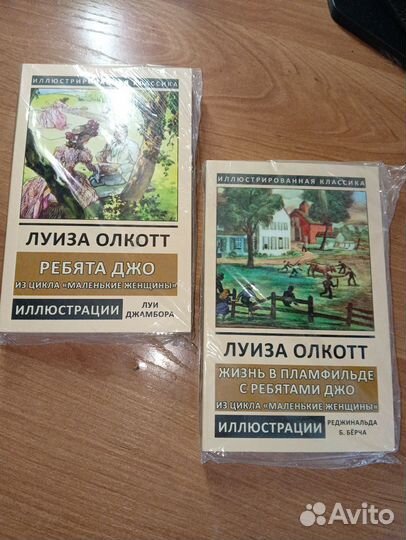 ИЛЛЮСТРИРОВАННАЯ КЛАССИКА
ЛУИЗА ОЛКОТТ
РЕБЯТА ДЖО
ИЗ ЦИКЛА «МАЛЕНЬКИЕ ЖЕНЩИНЫ»
ИЛЛЮСТРАЦИИ
ЛУИ
ДЖАМБОРА
ИЛЛЮСТРИРОВАННАЯ КЛАССИКА
ЛУИЗА ОЛКОТТ
ЖИЗНЬ В ПЛАМФИЛЬДЕ
С РЕБЯТАМИ ДЖО
ИЗ ЦИКЛА «МАЛЕНЬКИЕ ЖЕНЩИНЫ»
ИЛЛЮСТРАЦИИ
РЕДЖИНАЛЬДА
Б. БЁРЧА
Avito